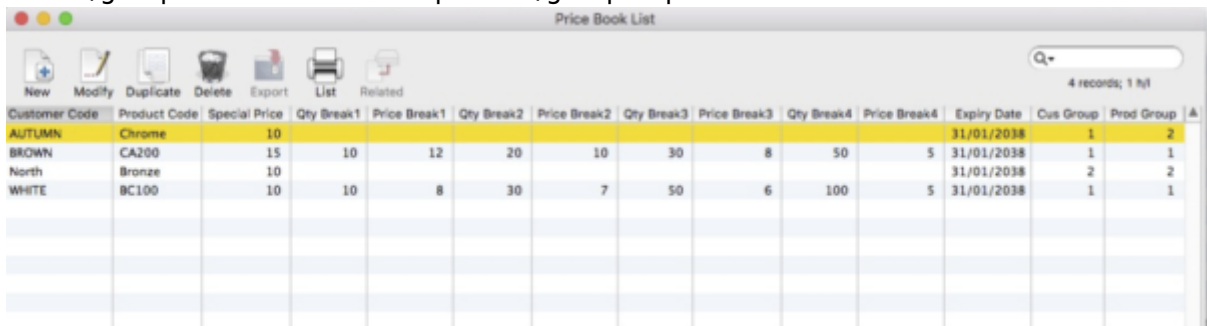 Price Book List
New Modify Duplicate Delete Export List Related
4 records; 1 h/l
Customer Code Product Code Special Price Qty Break1 Price Break1 Qty Break2 Price Break2 Qty Break3 Price Break3 Qty Break4 Price Break4 Expiry Date Cus Group Prod Group
AUTUMN Chrome 10 31/01/2038 1 2
BROWN CA200 15 10 12 20 10 30 8 50 5 31/01/2038 1 1
North Bronze 10 31/01/2038 2 2
WHITE BC100 10 10 8 30 7 50 6 100 5 31/01/2038 1 1